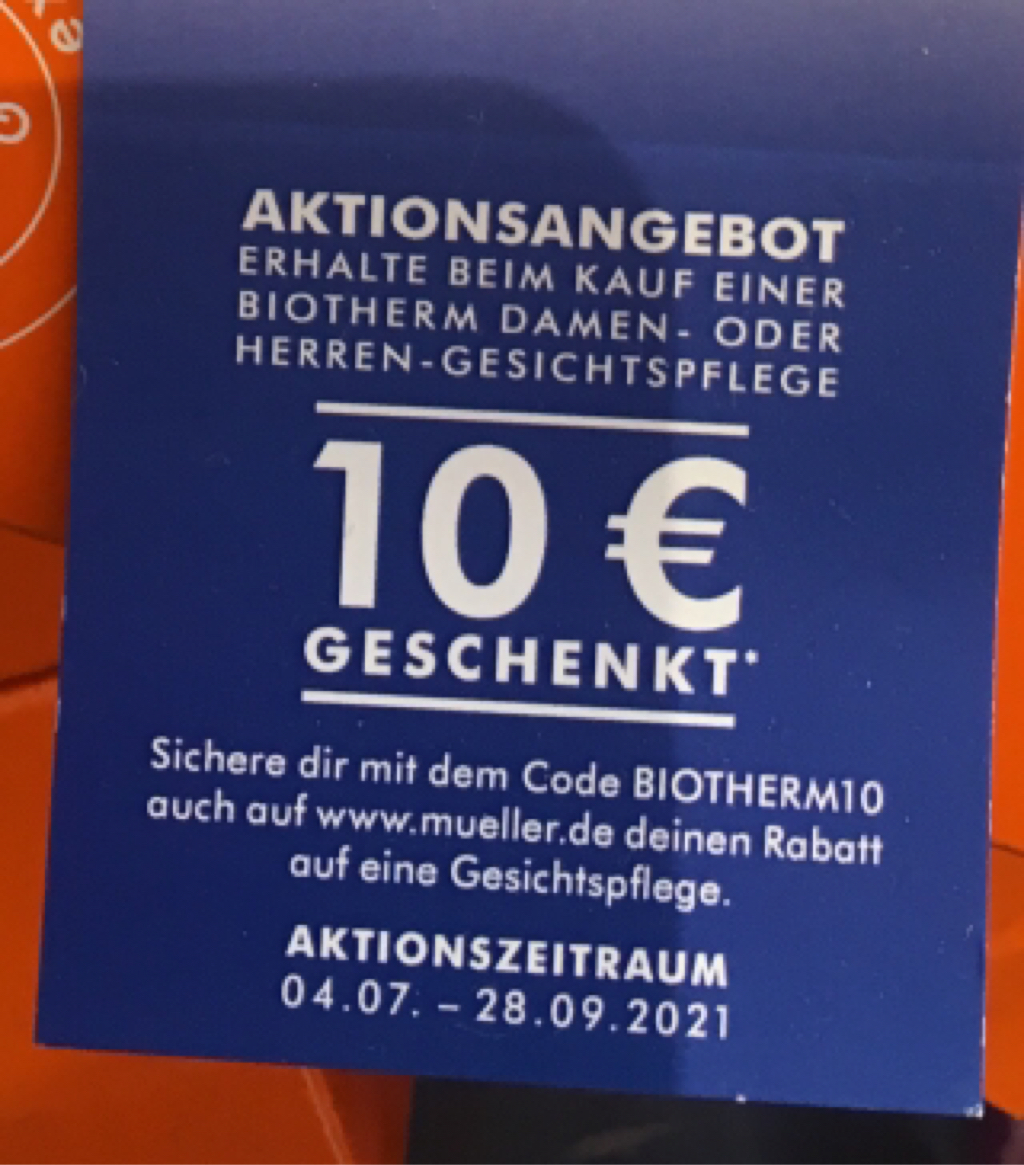 AKTIONSANGEBOT
ERHALTE BEIM KAUF EINER
BIOTHERM DAMEN- ODER
HERREN-GESICHTSPFLEGE
10 €
GESCHENKT*
Sichere dir mit dem Code BIOTHERM10
auch auf www.mueller.de deinen Rabatt
auf eine Gesichtspflege.
AKTIONSZEITRAUM
04.07. – 28.09.2021